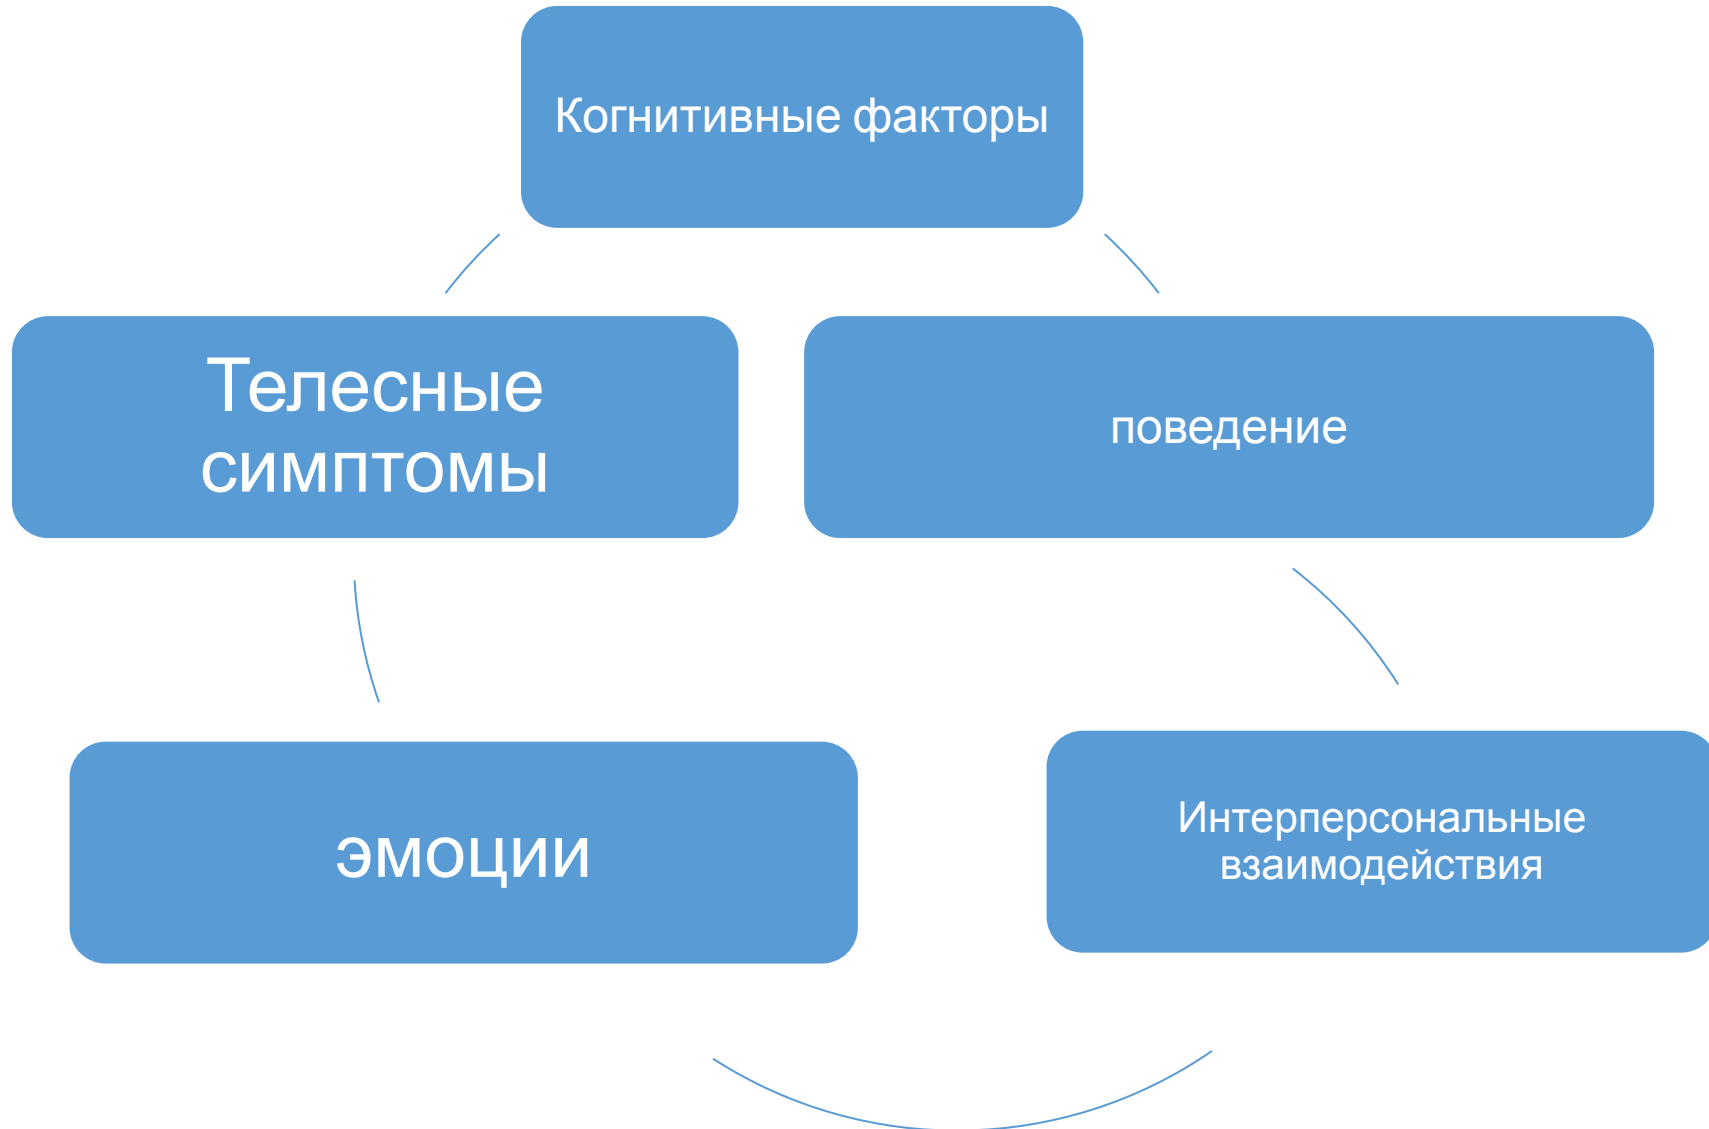 Когнитивные факторы
Телесные
симптомы
поведение
эмоции
Интерперсональные
взаимодействия